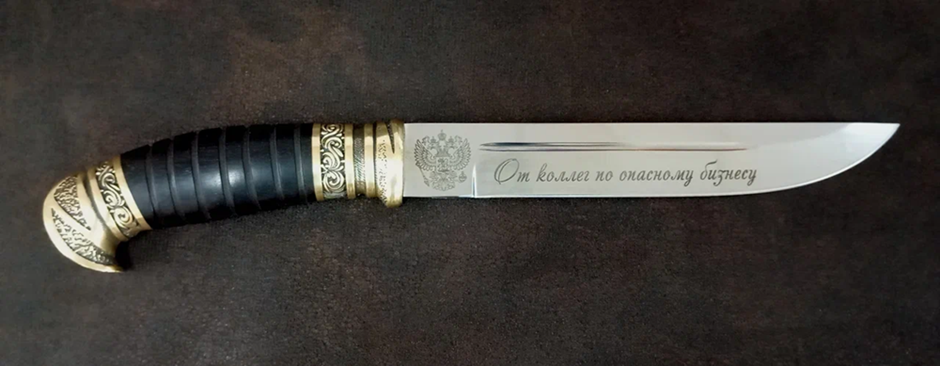 От коллег по опасному бизнесу